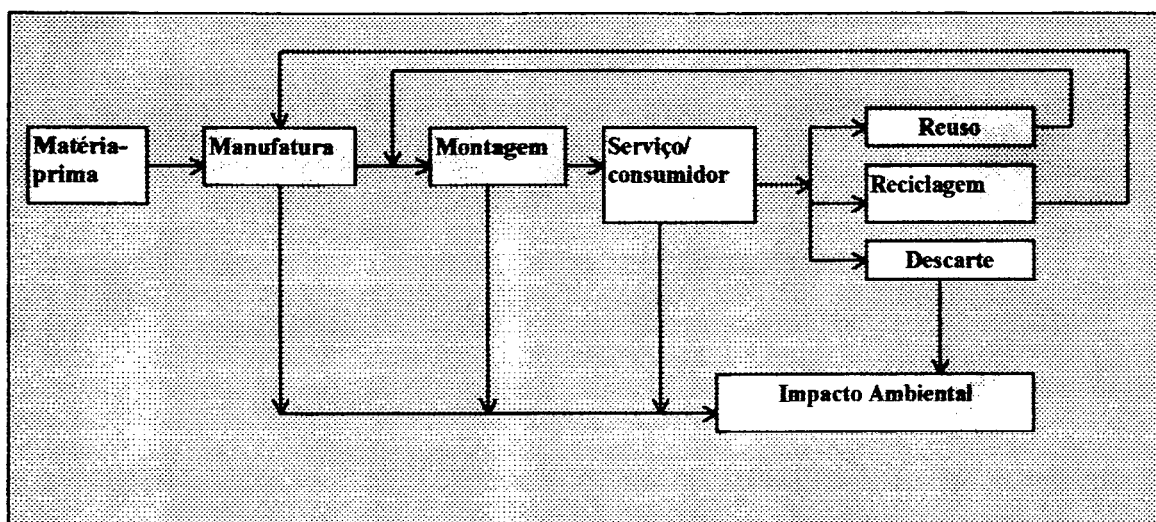 Matéria-
prima
Manufatura
Montagem
Serviço/
consumidor
Reuso
Reciclagem
Descarte
Impacto Ambiental